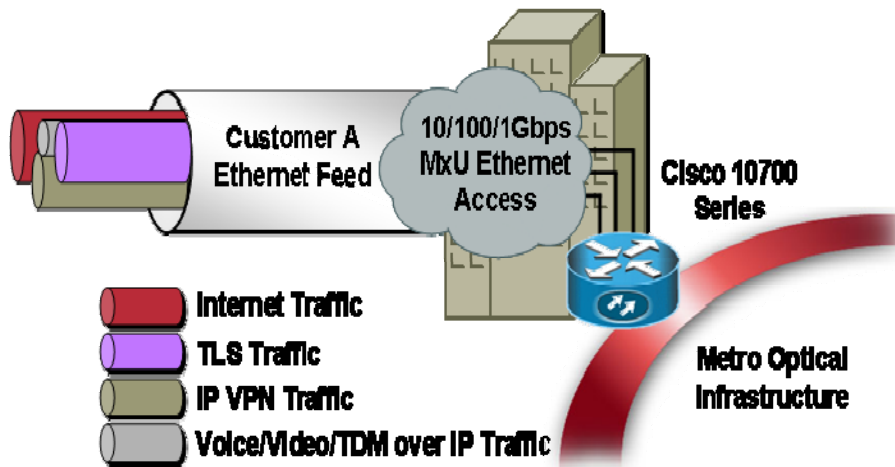 Customer A
Ethernet Feed
10/100/1Gbps
MxU Ethernet
Access
Cisco 10700
Series
Internet Traffic
TLS Traffic
IP VPN Traffic
Voice/Video/TDM over IP Traffic
Metro Optical
Infrastructure